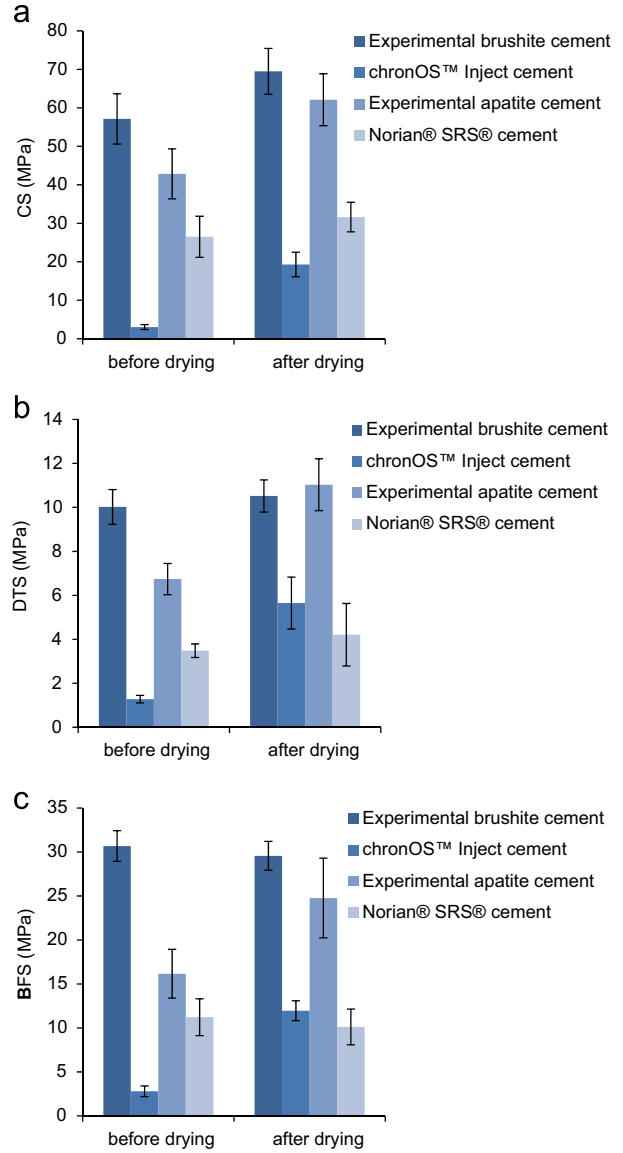 a
80
70
60
50
40
30
20
10
0
CS (MPa)
Experimental brushite cement
chronOS™ Inject cement
Experimental apatite cement
Norian® SRS® cement
before drying after drying
b
14
12
10
8
6
4
2
0
DTS (MPa)
Experimental brushite cement
chronOS™ Inject cement
Experimental apatite cement
Norian® SRS® cement
before drying after drying
c
35
30
25
20
15
10
5
0
BFS (MPa)
Experimental brushite cement
chronOS™ Inject cement
Experimental apatite cement
Norian® SRS® cement
before drying after drying